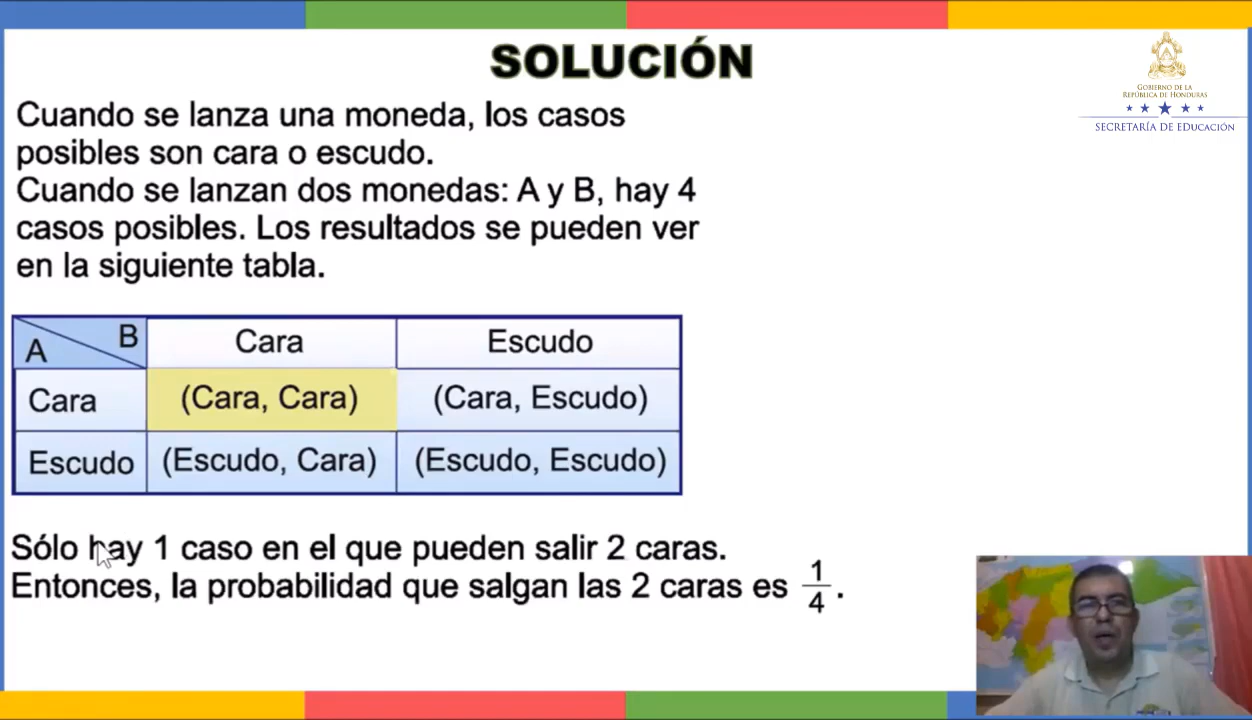 SOLUCIÓN
GOBIERNO DE LA
REPÚBLICA DE HONDURAS
SECRETARÍA DE EDUCACIÓN
Cuando se lanza una moneda, los casos
posibles son cara o escudo.
Cuando se lanzan dos monedas: A y B, hay 4
casos posibles. Los resultados se pueden ver
en la siguiente tabla.
A B Cara Escudo
Cara (Cara, Cara) (Cara, Escudo)
Escudo (Escudo, Cara) (Escudo, Escudo)
Sólo hay 1 caso en el que pueden salir 2 caras.
Entonces, la probabilidad que salgan las 2 caras es 1/4.